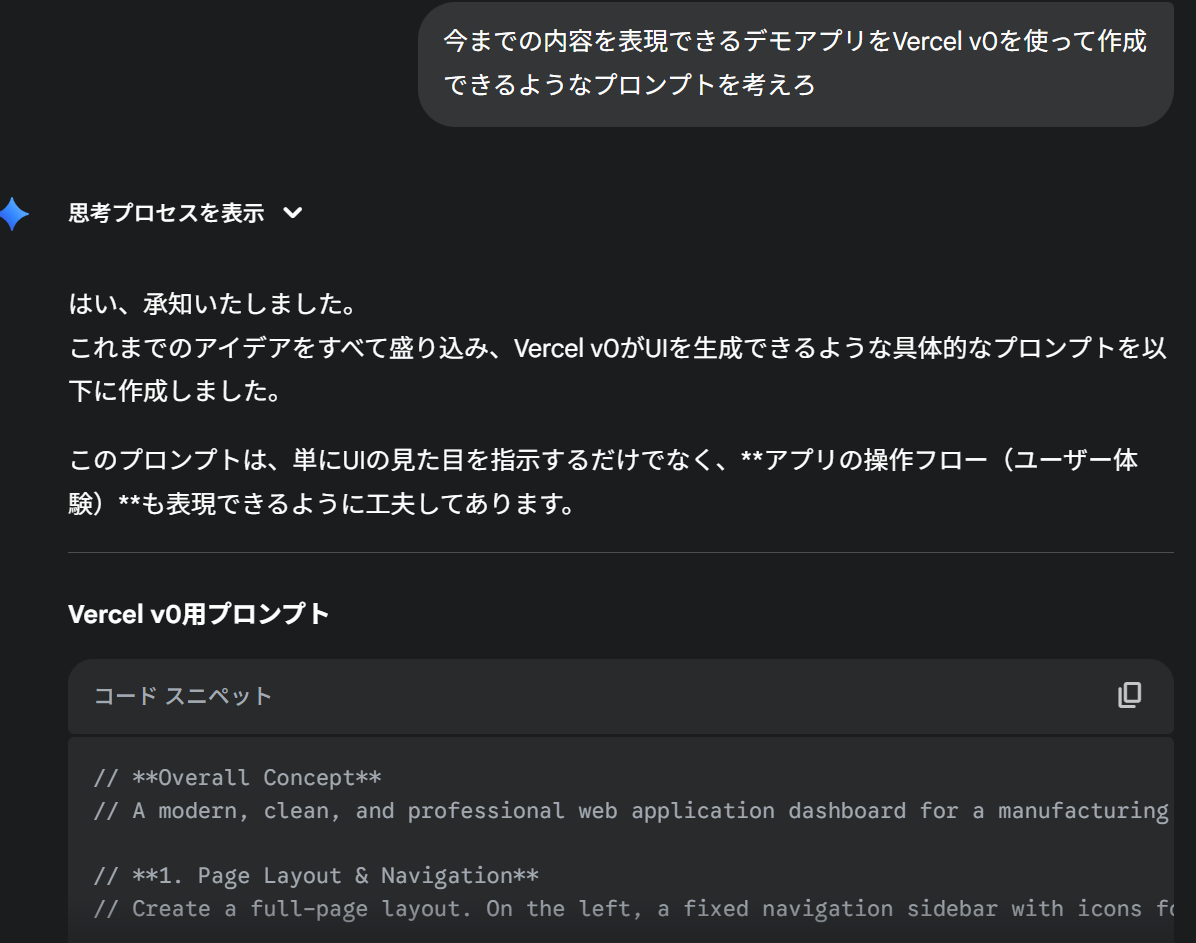 今までの内容を表現できるデモアプリをVercel v0を使って作成
できるようなプロンプトを考えろ
思考プロセスを表示
はい、承知いたしました。
これまでのアイデアをすべて盛り込み、Vercel v0がUIを生成できるような具体的なプロンプトを以
下に作成しました。
このプロンプトは、単にUIの見た目を指示するだけでなく、**アプリの操作フロー（ユーザー体
験）**も表現できるように工夫してあります。
Vercel v0用プロンプト
コード スニペット
// **Overall Concept**
// A modern, clean, and professional web application dashboard for a manufacturing
// **1. Page Layout & Navigation**
// Create a full-page layout. On the left, a fixed navigation sidebar with icons